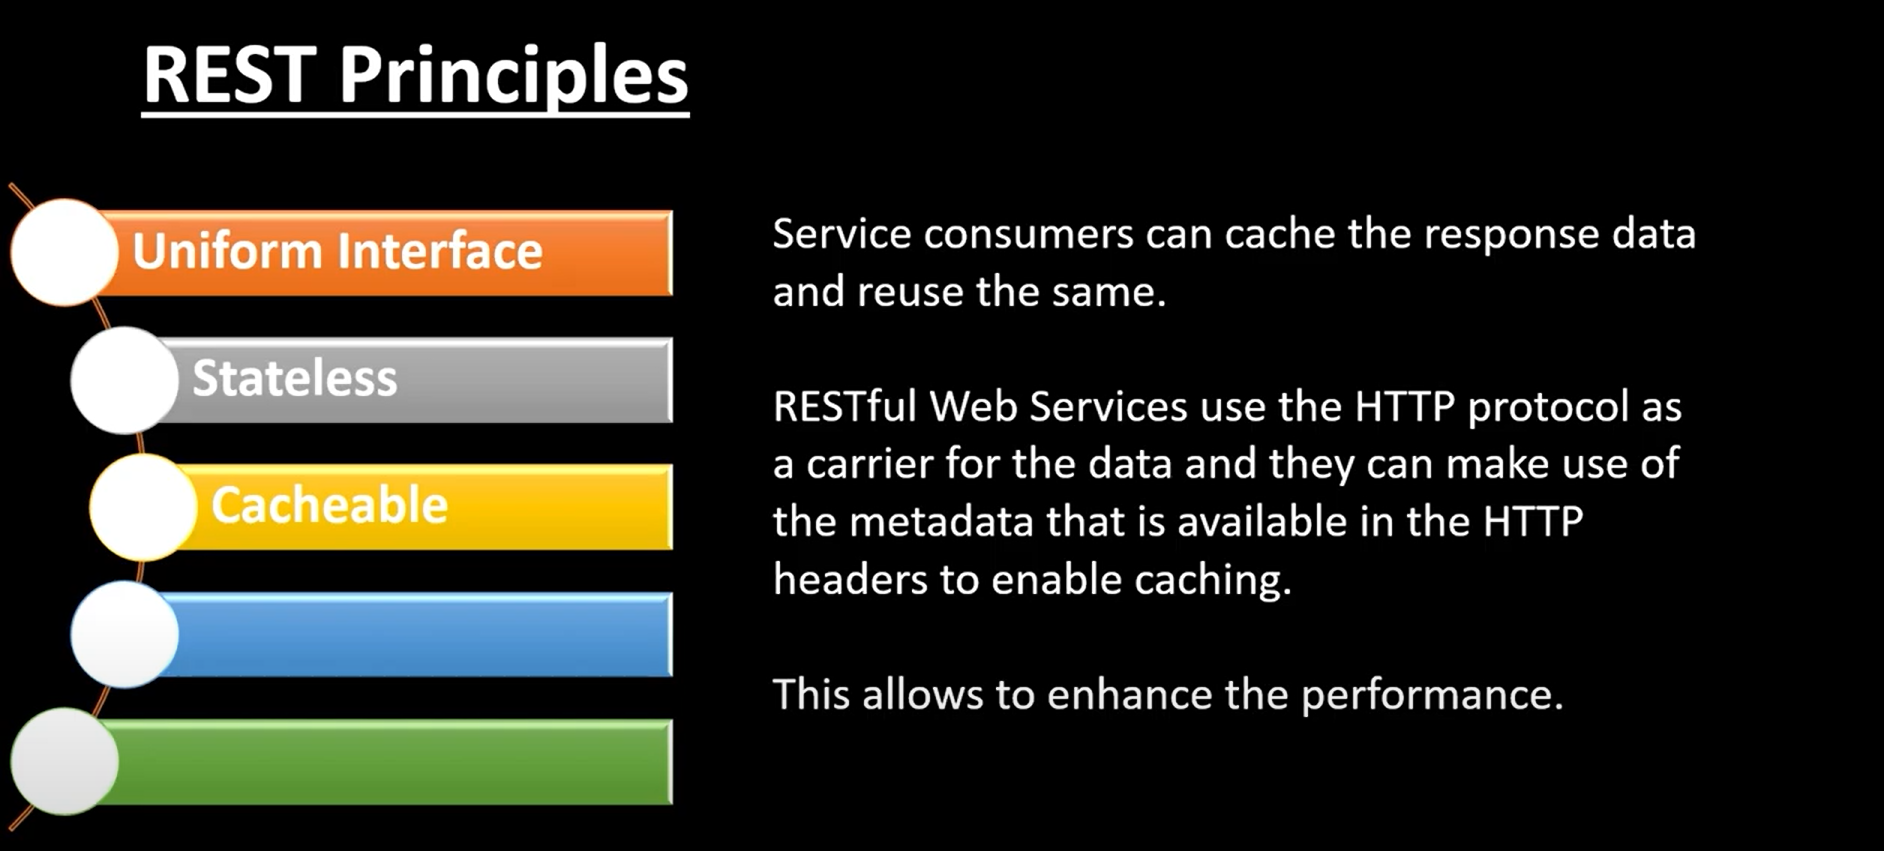 REST Principles
Uniform Interface
Stateless
Cacheable
Service consumers can cache the response data
and reuse the same.
RESTful Web Services use the HTTP protocol as
a carrier for the data and they can make use of
the metadata that is available in the HTTP
headers to enable caching.
This allows to enhance the performance.